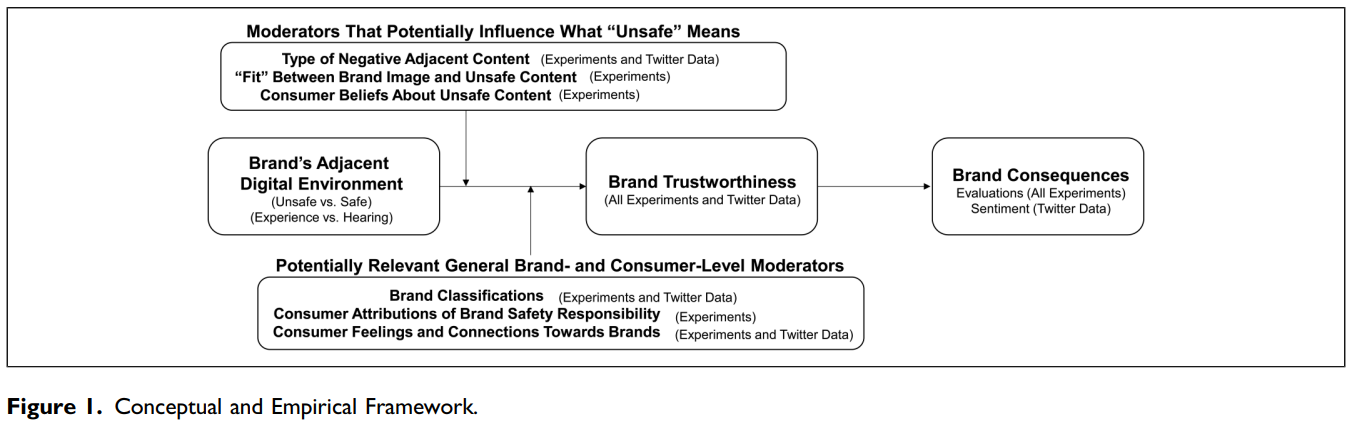 Moderators That Potentially Influence What “Unsafe” Means
Type of Negative Adjacent Content (Experiments and Twitter Data)
“Fit” Between Brand Image and Unsafe Content (Experiments)
Consumer Beliefs About Unsafe Content (Experiments)
Brand’s Adjacent
Digital Environment
(Unsafe vs. Safe)
(Experience vs. Hearing)
Brand Trustworthiness
(All Experiments and Twitter Data)
Brand Consequences
Evaluations (All Experiments)
Sentiment (Twitter Data)
Potentially Relevant General Brand- and Consumer-Level Moderators
Brand Classifications (Experiments and Twitter Data)
Consumer Attributions of Brand Safety Responsibility (Experiments)
Consumer Feelings and Connections Towards Brands (Experiments and Twitter Data)
Figure 1. Conceptual and Empirical Framework.